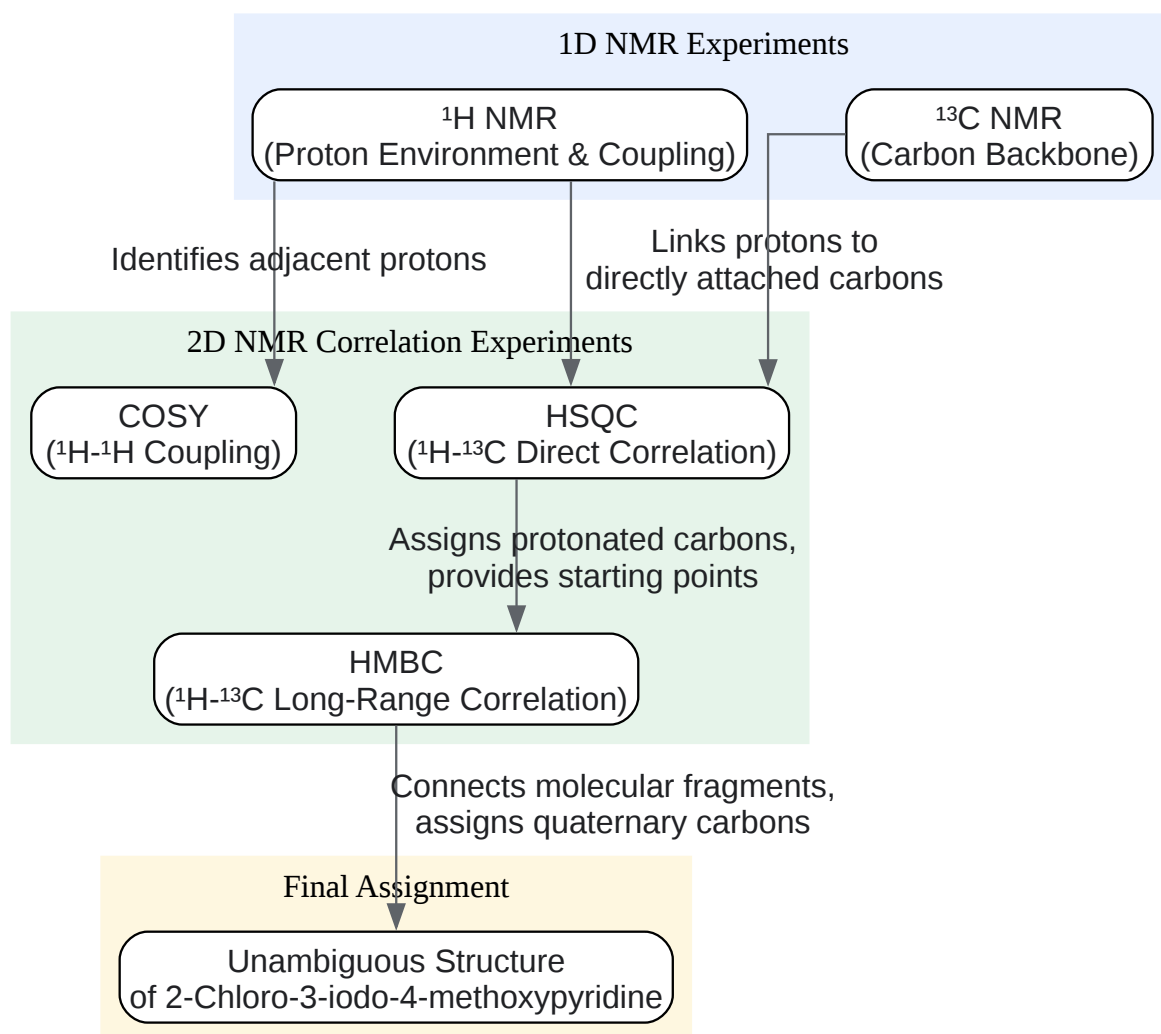 1D NMR Experiments
¹H NMR
(Proton Environment & Coupling)
¹³C NMR
(Carbon Backbone)
Identifies adjacent protons
Links protons to
directly attached carbons
2D NMR Correlation Experiments
COSY
(¹H-¹H Coupling)
HSQC
(¹H-¹³C Direct Correlation)
Assigns protonated carbons,
provides starting points
HMBC
(¹H-¹³C Long-Range Correlation)
Connects molecular fragments,
assigns quaternary carbons
Final Assignment
Unambiguous Structure
of 2-Chloro-3-iodo-4-methoxypyridine